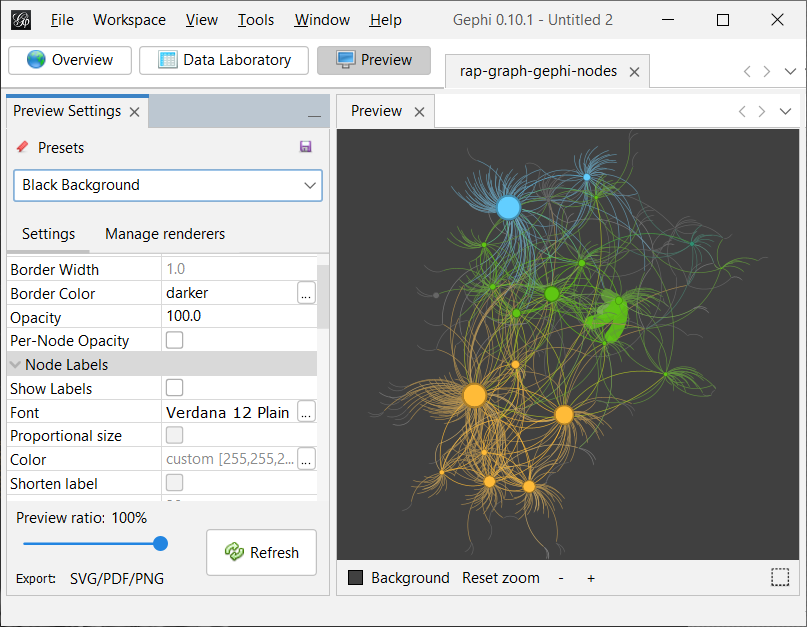 File Workspace View Tools Window Help Gephi 0.10.1 - Untitled 2
Overview Data Laboratory Preview rap-graph-gephi-nodes
Preview Settings
Presets
Black Background
Settings Manage renderers
Border Width 1.0
Border Color darker ...
Opacity 100.0
Per-Node Opacity
Node Labels
Show Labels
Font Verdana 12 Plain ...
Proportional size
Color custom [255,255,2... ...
Shorten label
Preview ratio: 100%
Refresh
Export: SVG/PDF/PNG
Preview
Background Reset zoom - +